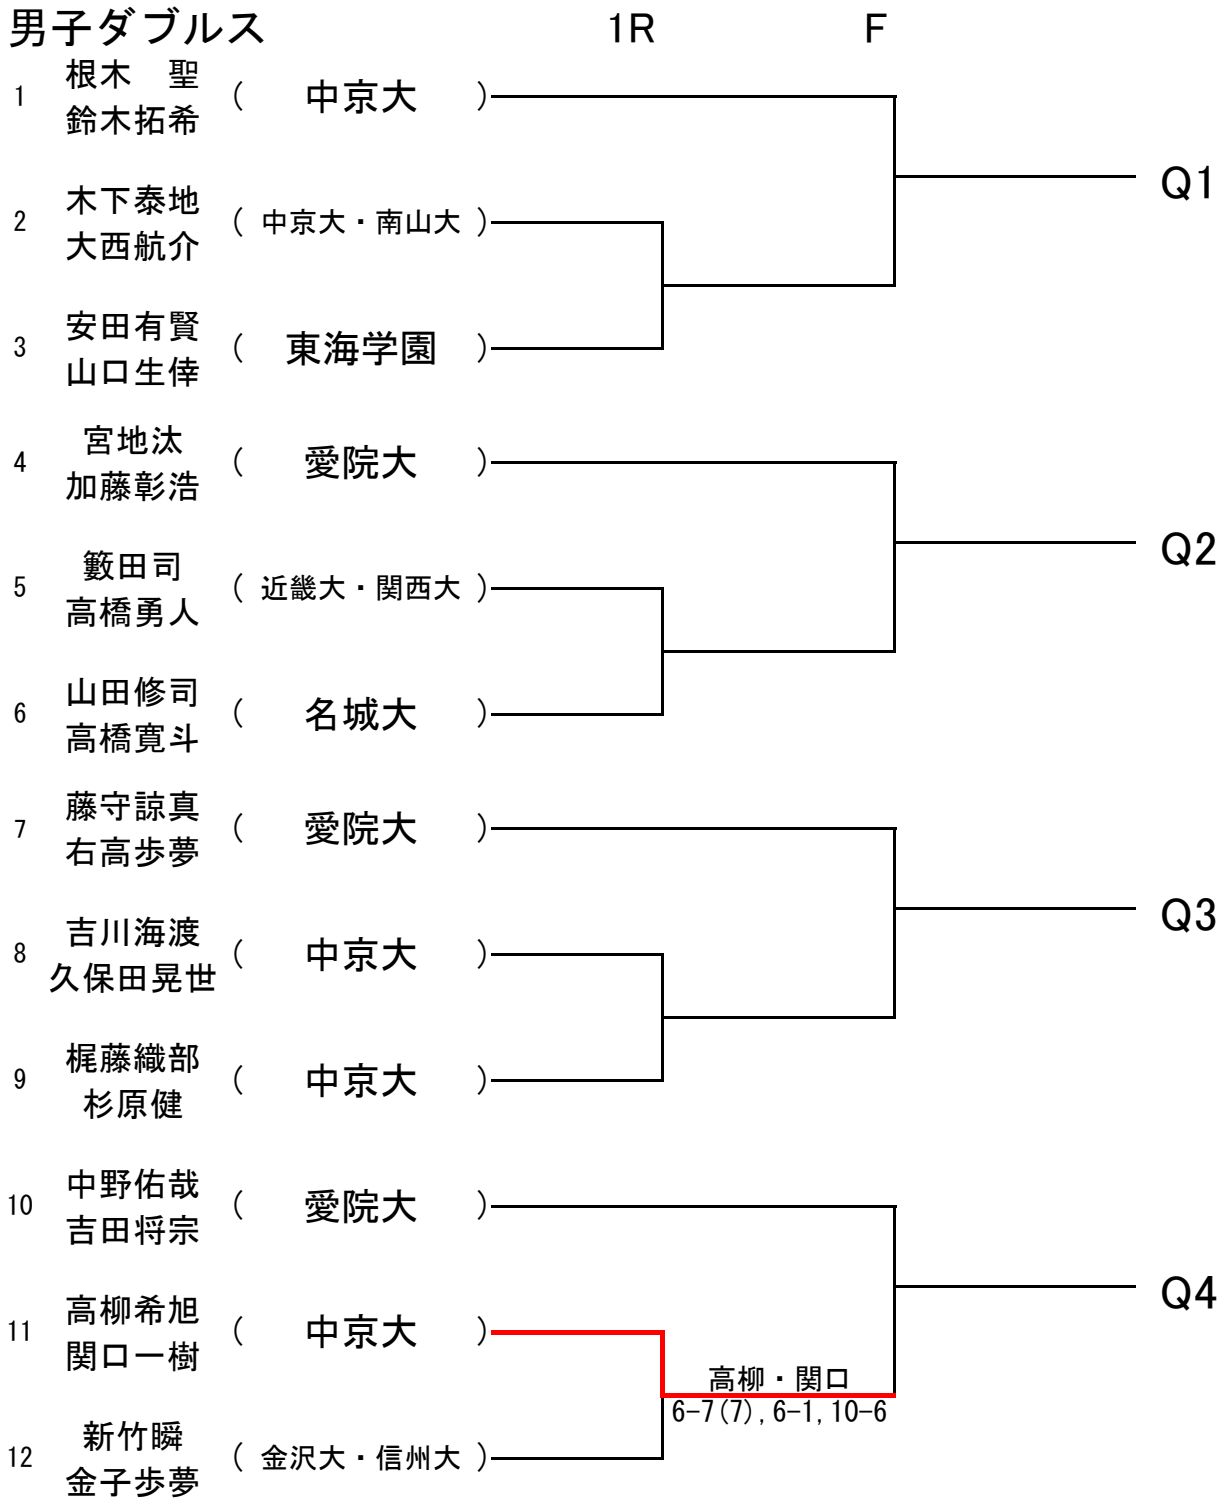 男子ダブルス 1R F
根木 聖
1 ( 中京大 )
鈴木拓希
Q1
木下泰地
2 ( 中京大・南山大 )
大西航介
安田有賢
3 ( 東海学園 )
山口生倖
宮地汰
4 ( 愛院大 )
加藤彰浩
Q2
籔田司
5 ( 近畿大・関西大 )
高橋勇人
山田修司
6 ( 名城大 )
高橋寛斗
藤守諒真
7 ( 愛院大 )
右高歩夢
Q3
吉川海渡
8 ( 中京大 )
久保田晃世
梶藤織部
9 ( 中京大 )
杉原健
中野佑哉
10 ( 愛院大 )
吉田将宗
Q4
高柳希旭
11 ( 中京大 )
関口一樹
高柳・関口
6-7(7),6-1,10-6
新竹瞬
12 ( 金沢大・信州大 )
金子歩夢